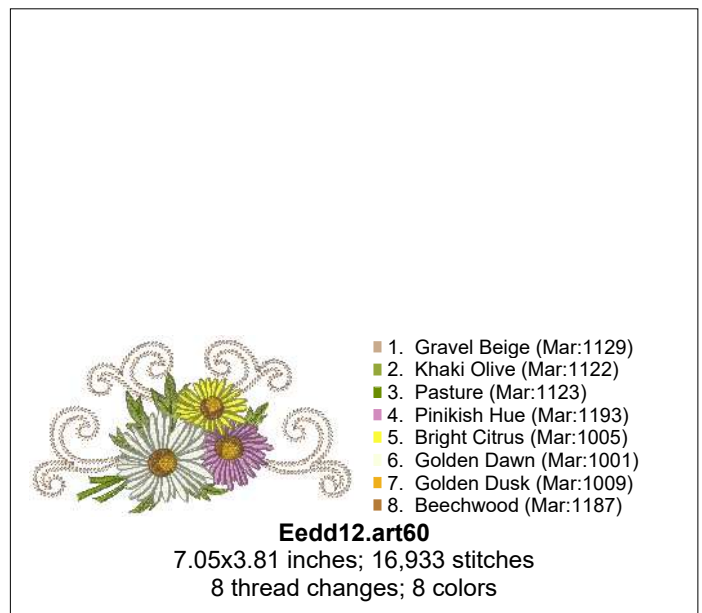 1. Gravel Beige (Mar:1129)
2. Khaki Olive (Mar:1122)
3. Pasture (Mar:1123)
4. Pinikish Hue (Mar:1193)
5. Bright Citrus (Mar:1005)
6. Golden Dawn (Mar:1001)
7. Golden Dusk (Mar:1009)
8. Beechwood (Mar:1187)
Eedd12.art60
7.05x3.81 inches; 16,933 stitches
8 thread changes; 8 colors